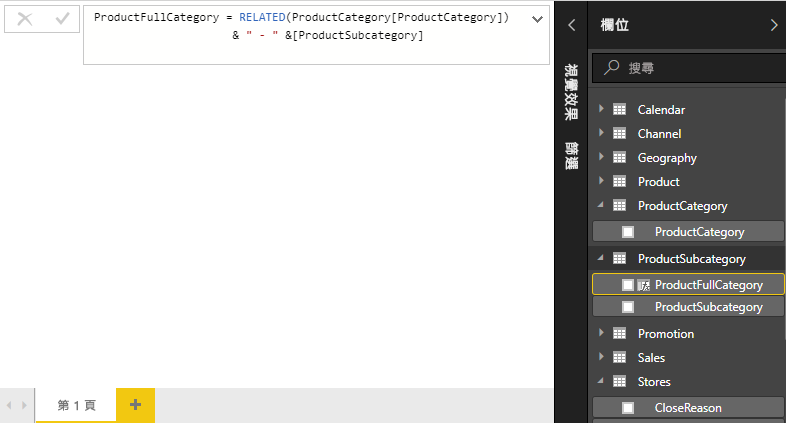 ProductFullCategory = RELATED(ProductCategory[ProductCategory])
& " - " &[ProductSubcategory]
第 1 頁
視覺效果
篩選
欄位
搜尋
Calendar
Channel
Geography
Product
ProductCategory
ProductCategory
ProductSubcategory
ProductFullCategory
ProductSubcategory
Promotion
Sales
Stores
CloseReason